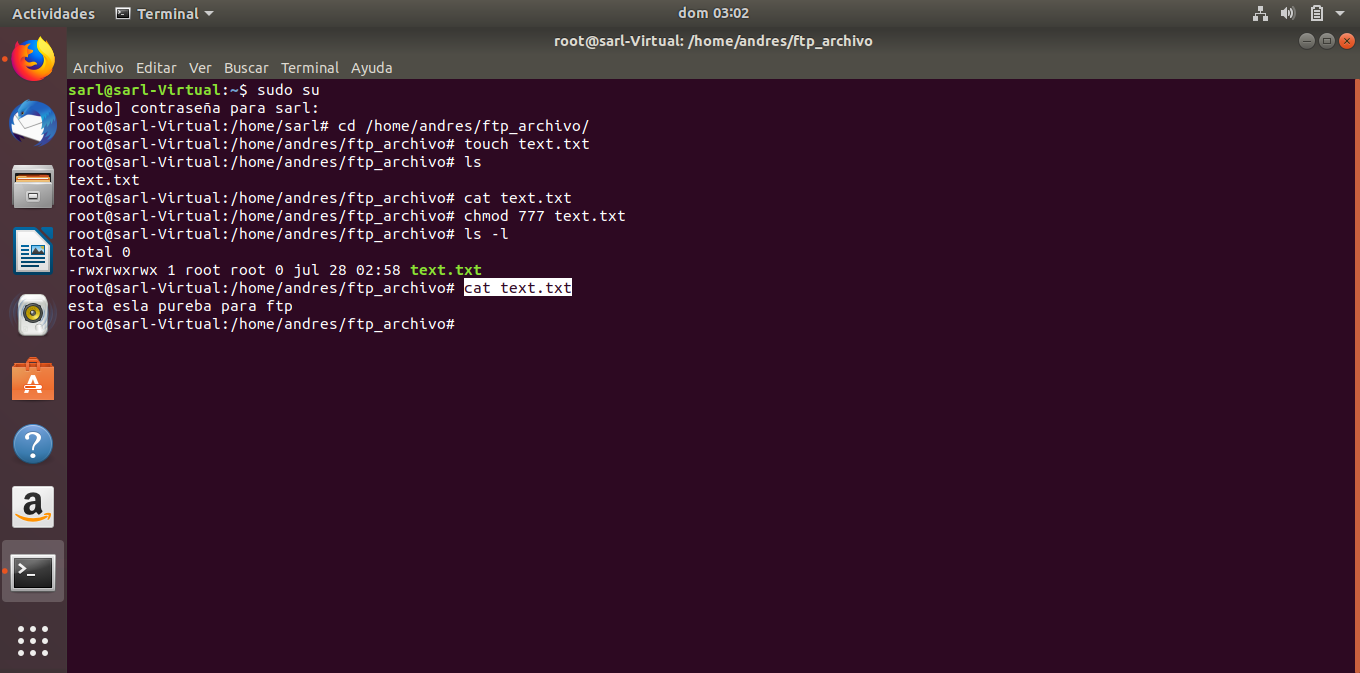 Actividades Terminal dom 03:02
root@sarl-Virtual: /home/andres/ftp_archivo
Archivo Editar Ver Buscar Terminal Ayuda
sarl@sarl-Virtual:~$ sudo su
[sudo] contraseña para sarl:
root@sarl-Virtual:/home/sarl# cd /home/andres/ftp_archivo/
root@sarl-Virtual:/home/andres/ftp_archivo# touch text.txt
root@sarl-Virtual:/home/andres/ftp_archivo# ls
text.txt
root@sarl-Virtual:/home/andres/ftp_archivo# cat text.txt
root@sarl-Virtual:/home/andres/ftp_archivo# chmod 777 text.txt
root@sarl-Virtual:/home/andres/ftp_archivo# ls -l
total 0
-rwxrwxrwx 1 root root 0 jul 28 02:58 text.txt
root@sarl-Virtual:/home/andres/ftp_archivo# cat text.txt
esta esla pureba para ftp
root@sarl-Virtual:/home/andres/ftp_archivo#